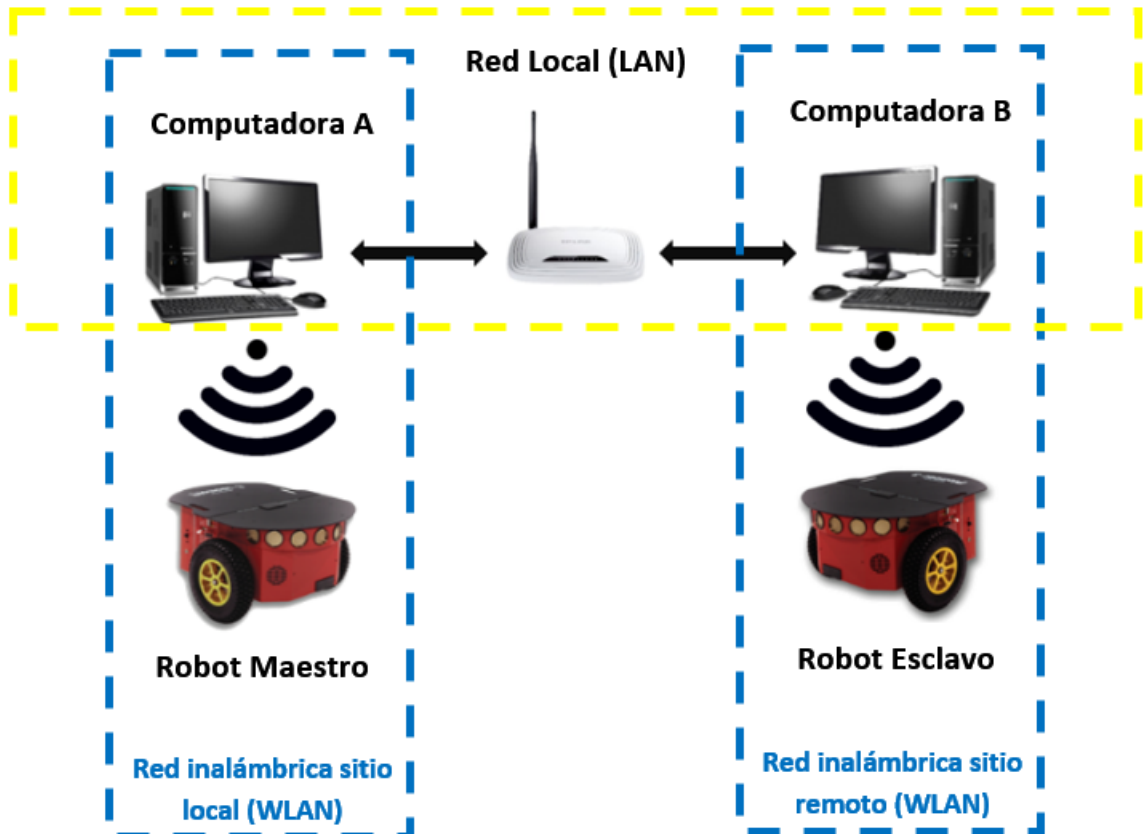 Red Local (LAN)
Computadora A
Computadora B
Robot Maestro
Robot Esclavo
Red inalámbrica sitio
local (WLAN)
Red inalámbrica sitio
remoto (WLAN)